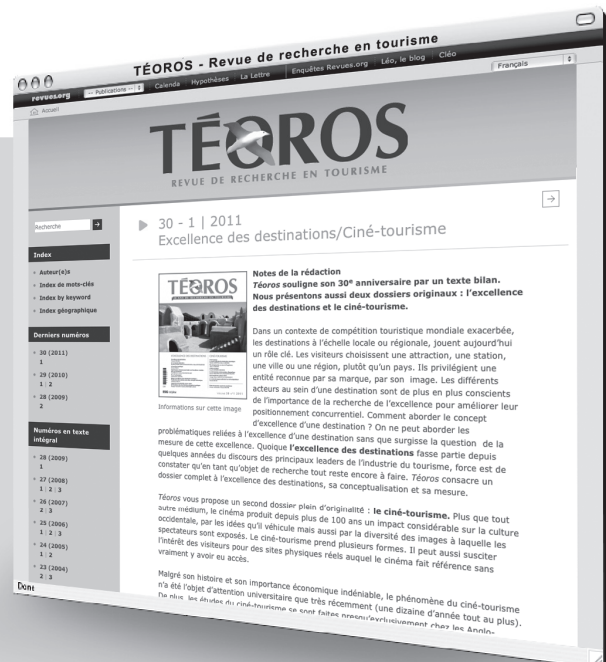 TÉOROS - Revue de recherche en tourisme
revues.org
-- Publications --
Calenda
Hypothèses
La Lettre
Enquêtes Revues.org
Léo, le blog
Cléo
Français
Accueil
TÉOROS
REVUE DE RECHERCHE EN TOURISME
Recherche
Index
Auteur(e)s
Index de mots-clés
Index by keyword
Index géographique
Derniers numéros
30 (2011)
1
29 (2010)
1 | 2
28 (2009)
2
Numéros en texte
intégral
28 (2009)
1
27 (2008)
1 | 2 | 3
26 (2007)
2 | 3
25 (2006)
1 | 2 | 3
24 (2005)
1 | 2
23 (2004)
2 | 3
30 - 1 | 2011
Excellence des destinations/Ciné-tourisme
TÉOROS
Informations sur cette image
Notes de la rédaction
Téoros souligne son 30e anniversaire par un texte bilan.
Nous présentons aussi deux dossiers originaux : l'excellence
des destinations et le ciné-tourisme.
Dans un contexte de compétition touristique mondiale exacerbée,
les destinations à l'échelle locale ou régionale, jouent aujourd'hui
un rôle clé. Les visiteurs choisissent une attraction, une station,
une ville ou une région, plutôt qu'un pays. Ils privilégient une
entité reconnue par sa marque, par son image. Les différents
acteurs au sein d'une destination sont de plus en plus conscients
de l'importance de la recherche de l'excellence pour améliorer leur
positionnement concurrentiel. Comment aborder le concept
d'excellence d'une destination ? On ne peut aborder les
problématiques reliées à l'excellence d'une destination sans que surgisse la question de la
mesure de cette excellence. Quoique l'excellence des destinations fasse partie depuis
quelques années du discours des principaux leaders de l'industrie du tourisme, force est de
constater qu'en tant qu'objet de recherche tout reste encore à faire. Téoros consacre un
dossier complet à l'excellence des destinations, sa conceptualisation et sa mesure.
Téoros vous propose un second dossier plein d'originalité : le ciné-tourisme. Plus que tout
autre médium, le cinéma produit depuis plus de 100 ans un impact considérable sur la culture
occidentale, par les idées qu'il véhicule mais aussi par la diversité des images à laquelle les
spectateurs sont exposés. Le ciné-tourisme prend plusieurs formes. Il peut aussi susciter
l'intérêt des visiteurs pour des sites physiques réels auquel le cinéma fait référence sans
vraiment y avoir eu accès.
Malgré son histoire et son importance économique indéniable, le phénomène du ciné-tourisme
n'a été l'objet d'attention universitaire que très récemment (une dizaine d'année tout au plus).
De plus, les études du ciné-tourisme se sont faites presqu'exclusivement chez les Anglo-
Done